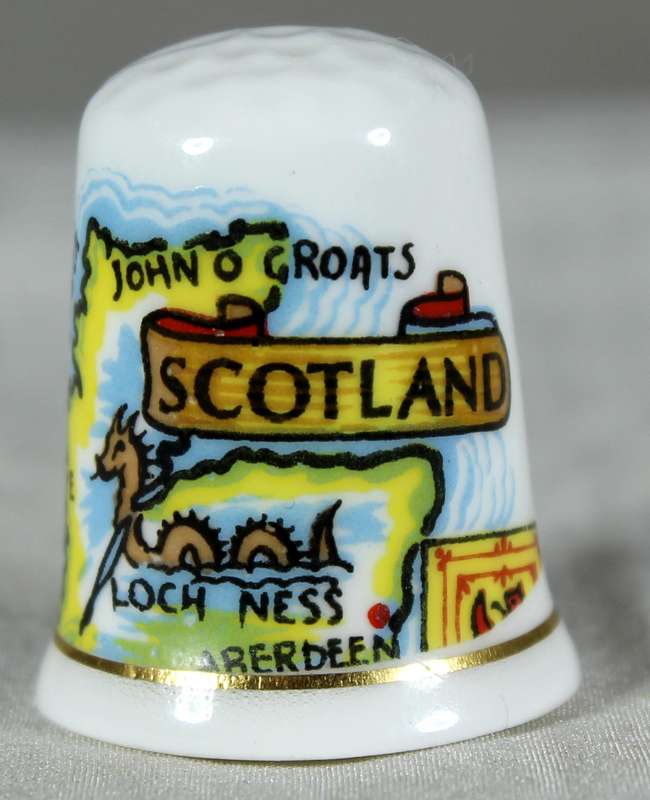 JOHN O GROATS
SCOTLAND
LOCH NESS
ABERDEEN